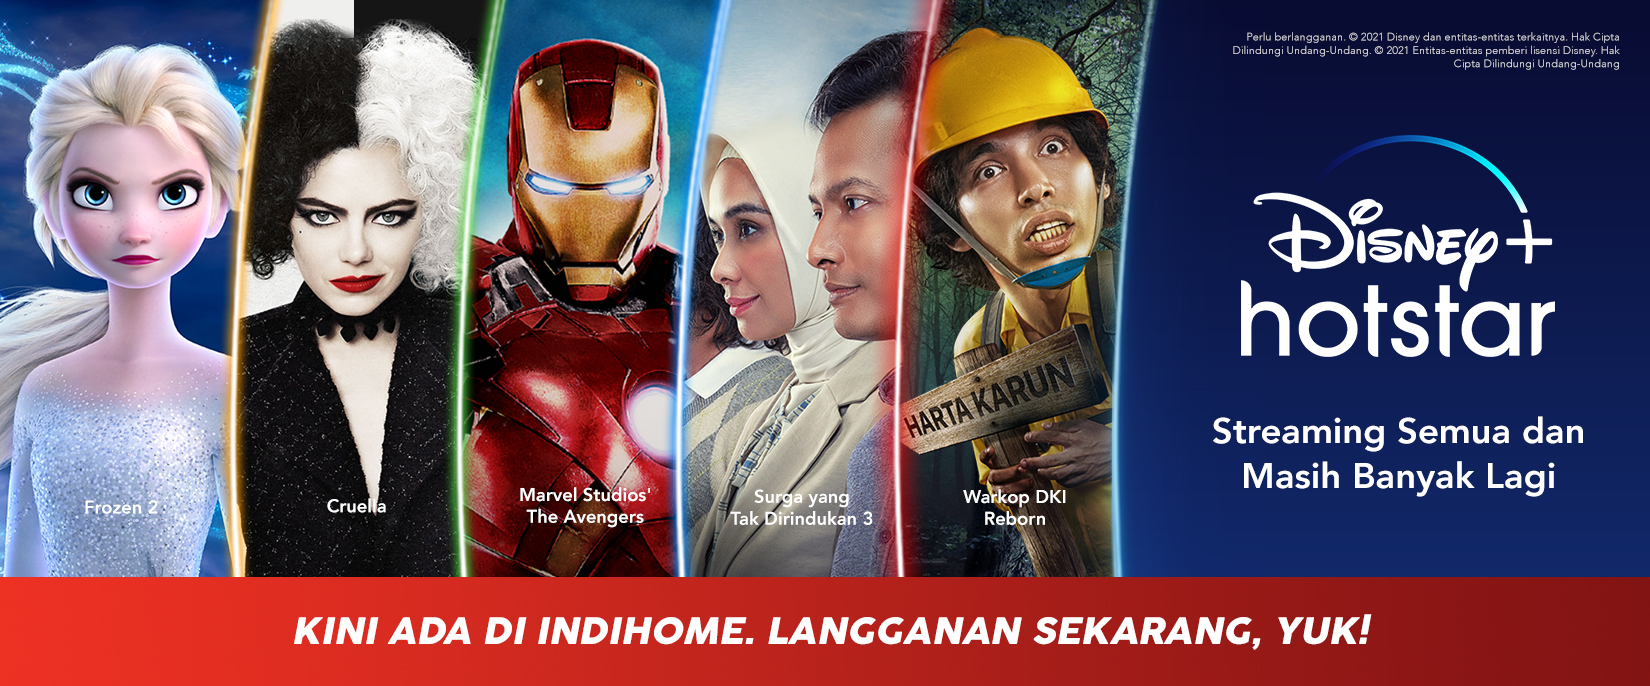 Perlu berlangganan. © 2021 Disney dan entitas-entitas terkaitnya. Hak Cipta
Dilindungi Undang-Undang. © 2021 Entitas-entitas pemberi lisensi Disney. Hak
Cipta Dilindungi Undang-Undang
Disney+
hotstar
Streaming Semua dan
Masih Banyak Lagi
HARTA KARUN
Frozen 2
Cruella
Marvel Studios'
The Avengers
Surga yang
Tak Dirindukan 3
Warkop DKI
Reborn
KINI ADA DI INDIHOME. LANGGANAN SEKARANG, YUK!